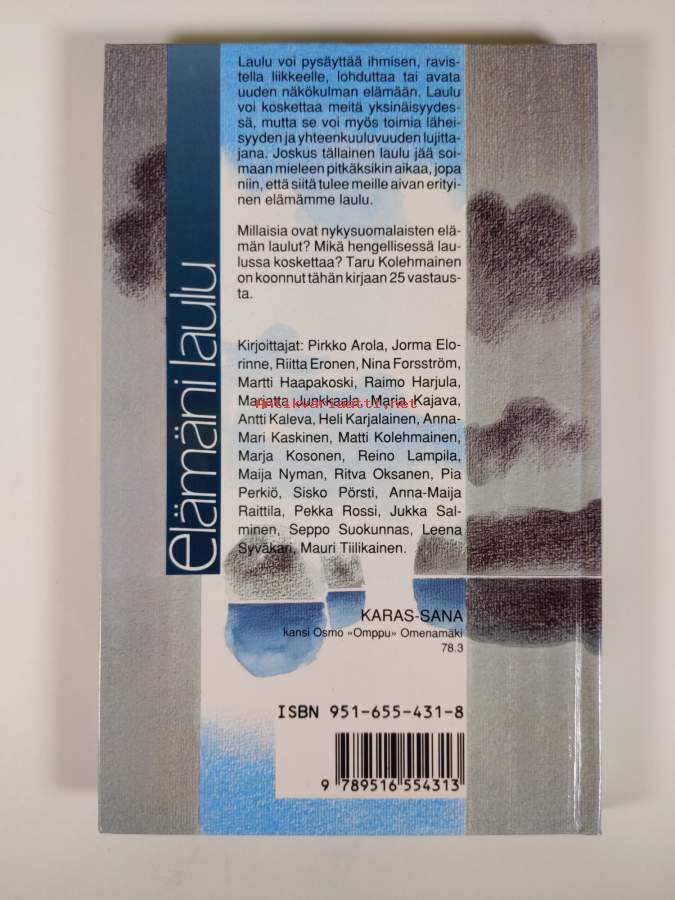 Laulu voi pysäyttää ihmisen, ravis-
tella liikkeelle, lohduttaa tai avata
uuden näkökulman elämään. Laulu
voi koskettaa meitä yksinäisyydes-
sä, mutta se voi myös toimia lähei-
syyden ja yhteenkuuluvuuden lujitta-
jana. Joskus tällainen laulu jää soi-
maan mieleen pitkäksikin aikaa, jopa
niin, että siitä tulee meille aivan erityi-
nen elämämme laulu.
Millaisia ovat nykysuomalaisten elä-
män laulut? Mikä hengellisessä lau-
lussa koskettaa? Taru Kolehmainen
on koonnut tähän kirjaan 25 vastaus-
ta.
elämäni laulu
Kirjoittajat: Pirkko Arola, Jorma Elo-
rinne, Riitta Eronen, Nina Forsström,
Martti Haapakoski, Raimo Harjula,
Marjatta Junkkaala, Maria Kajava,
Antikvariaatti.net
Antti Kaleva, Heli Karjalainen, Anna-
Mari Kaskinen, Matti Kolehmainen,
Marja Kosonen, Reino Lampila,
Maija Nyman, Ritva Oksanen, Pia
Perkiö, Sisko Pörsti, Anna-Maija
Raittila, Pekka Rossi, Jukka Sal-
minen, Seppo Suokunnas, Leena
Syväkari, Mauri Tiilikainen.
KARAS-SANA
kansi Osmo »Omppu» Omenamäki
78.3
ISBN 951-655-431-8
9 789516 554313